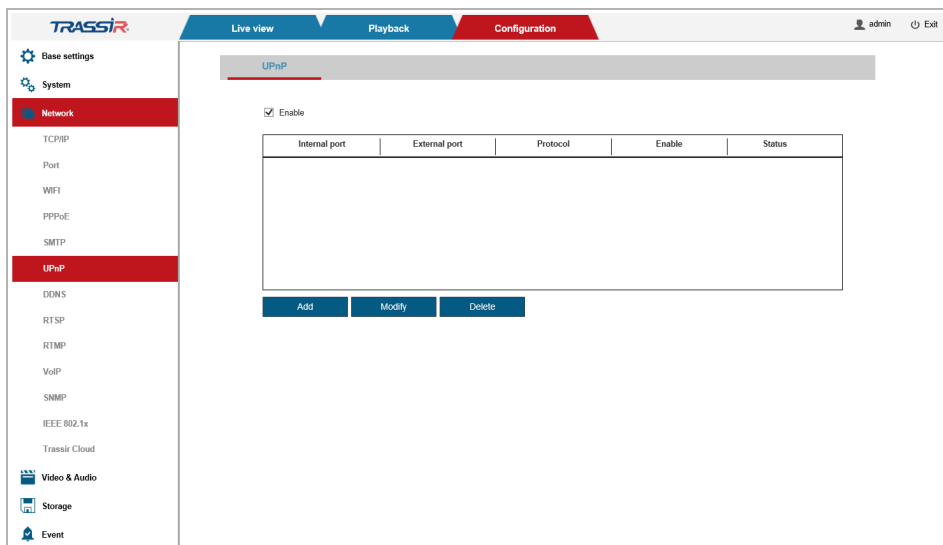 TRASSIR
Live view
Playback
Configuration
admin
Exit
Base settings
System
Network
TCP/IP
Port
WIFI
PPPoE
SMTP
UPnP
DDNS
RTSP
RTMP
VoIP
SNMP
IEEE 802.1x
Trassir Cloud
Video & Audio
Storage
Event
UPnP
Enable
Internal port External port Protocol Enable Status
Add Modify Delete